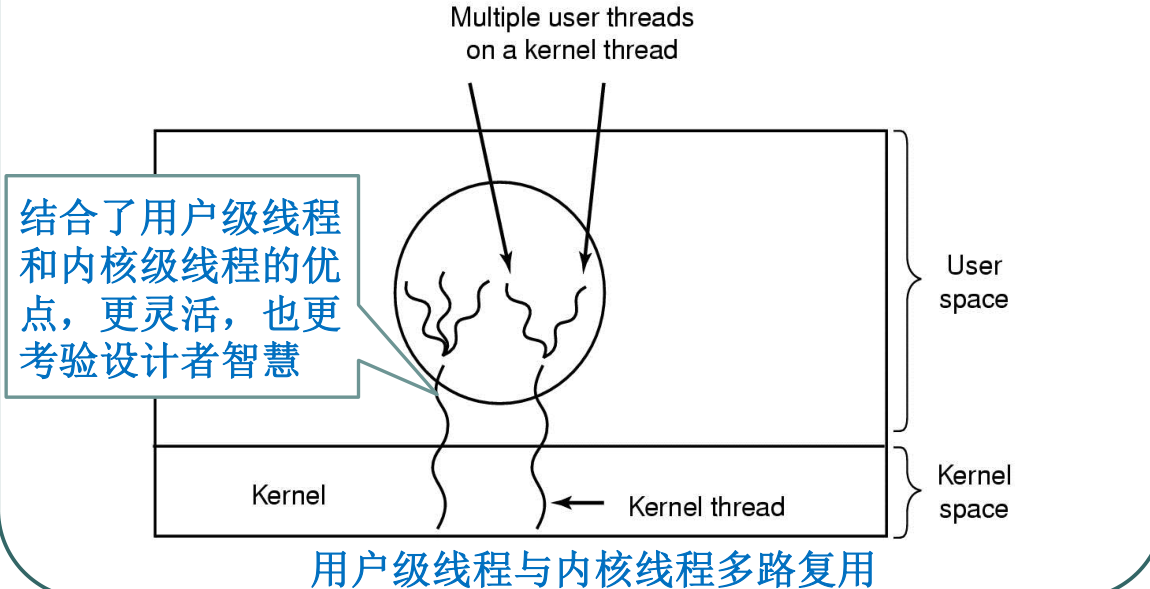 Multiple user threads
on a kernel thread
结合了用户级线程
和内核级线程的优
点，更灵活，也更
考验设计者智慧
User
space
Kernel
Kernel thread
Kernel
space
用户级线程与内核线程多路复用